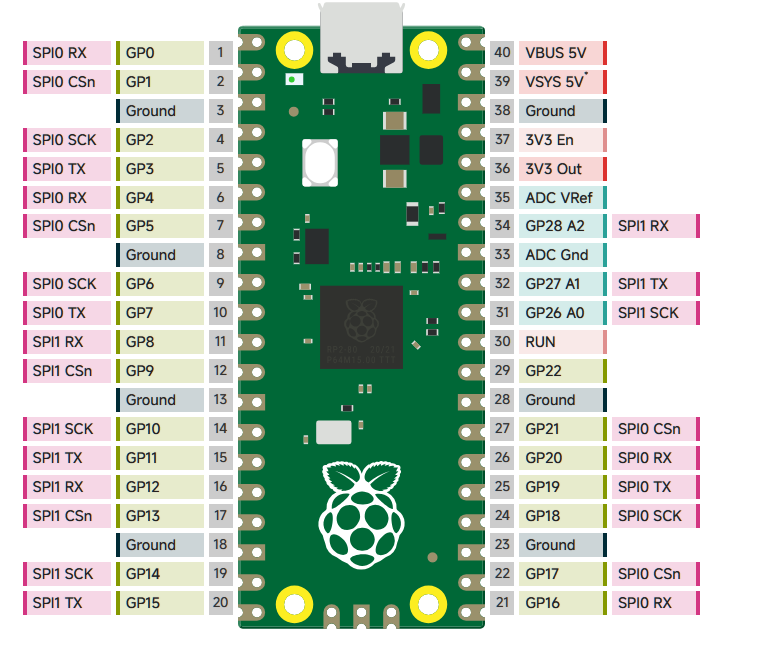 SPI0 RX GP0 1 40 VBUS 5V
SPI0 CSn GP1 2 39 VSYS 5V*
Ground 3 38 Ground
SPI0 SCK GP2 4 37 3V3 En
SPI0 TX GP3 5 36 3V3 Out
SPI0 RX GP4 6 35 ADC VRef
SPI0 CSn GP5 7 34 GP28 A2 SPI1 RX
Ground 8 33 ADC Gnd
SPI0 SCK GP6 9 32 GP27 A1 SPI1 TX
SPI0 TX GP7 10 31 GP26 A0 SPI1 SCK
SPI1 RX GP8 11 30 RUN
SPI1 CSn GP9 12 29 GP22
Ground 13 28 Ground
SPI1 SCK GP10 14 27 GP21 SPI0 CSn
SPI1 TX GP11 15 26 GP20 SPI0 RX
SPI1 RX GP12 16 25 GP19 SPI0 TX
SPI1 CSn GP13 17 24 GP18 SPI0 SCK
Ground 18 23 Ground
SPI1 SCK GP14 19 22 GP17 SPI0 CSn
SPI1 TX GP15 20 21 GP16 SPI0 RX